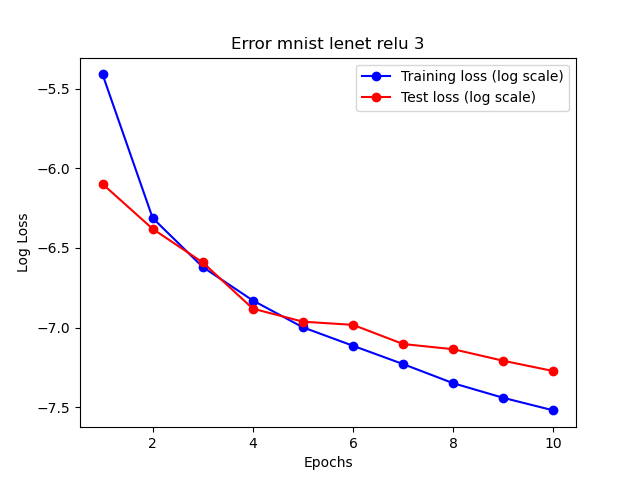 Error mnist lenet relu 3
Training loss (log scale)
Test loss (log scale)
Log Loss
−5.5
−6.0
−6.5
−7.0
−7.5
2 4 6 8 10
Epochs